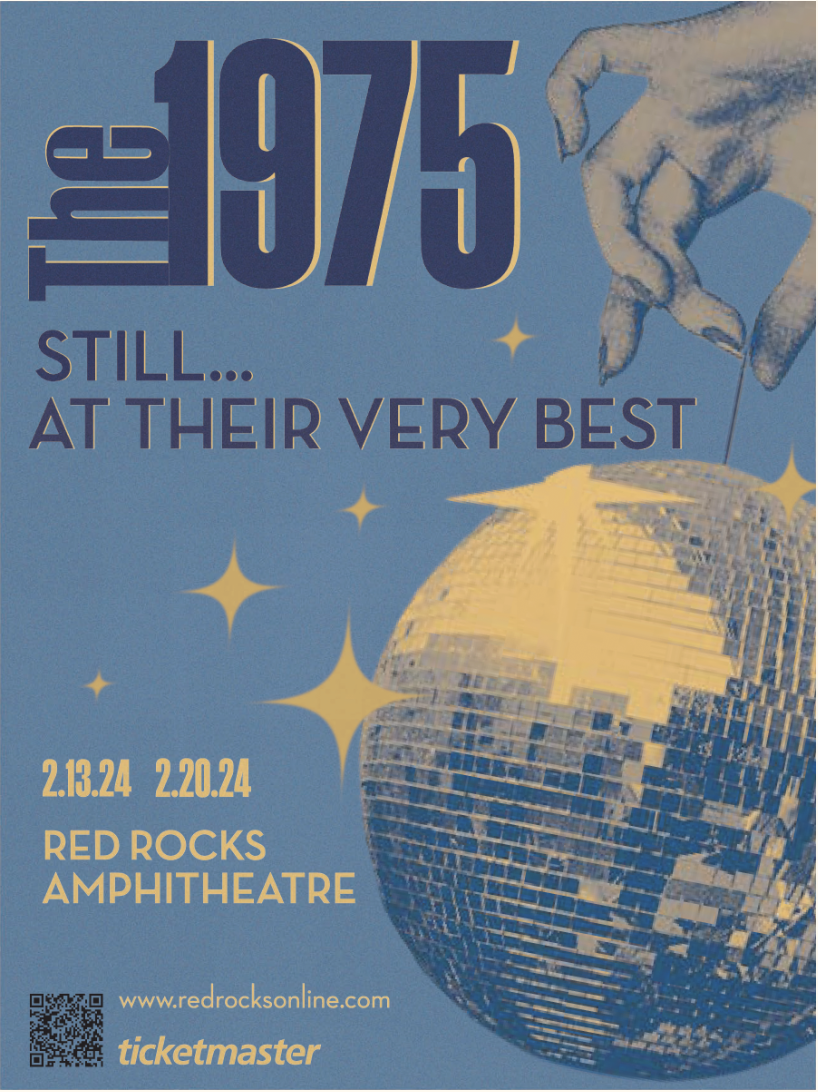 The 1975
STILL...
AT THEIR VERY BEST
2.13.24 2.20.24
RED ROCKS
AMPHITHEATRE
www.redrocksonline.com
ticketmaster